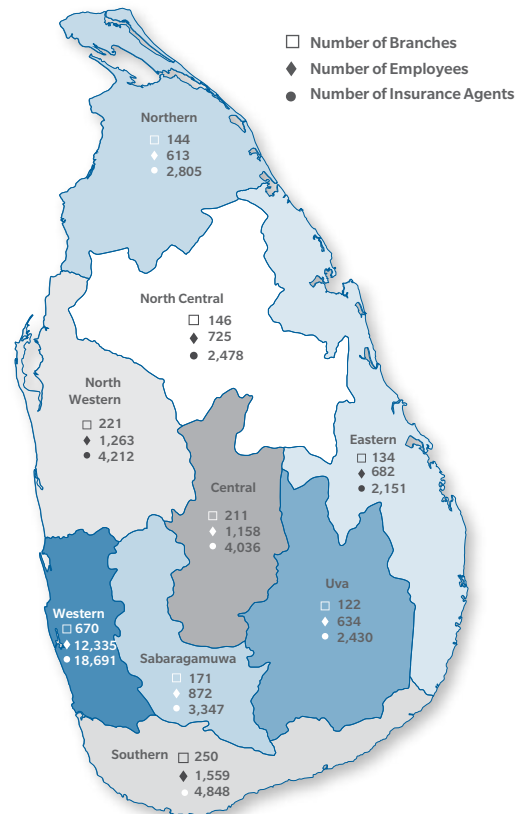 Number of Branches
Number of Employees
Number of Insurance Agents
Northern
144
613
2,805
North Central
146
725
2,478
North
Western
221
1,263
4,212
Eastern
134
682
2,151
Central
211
1,158
4,036
Uva
122
634
2,430
Western
670
12,335
18,691
Sabaragamuwa
171
872
3,347
Southern
250
1,559
4,848